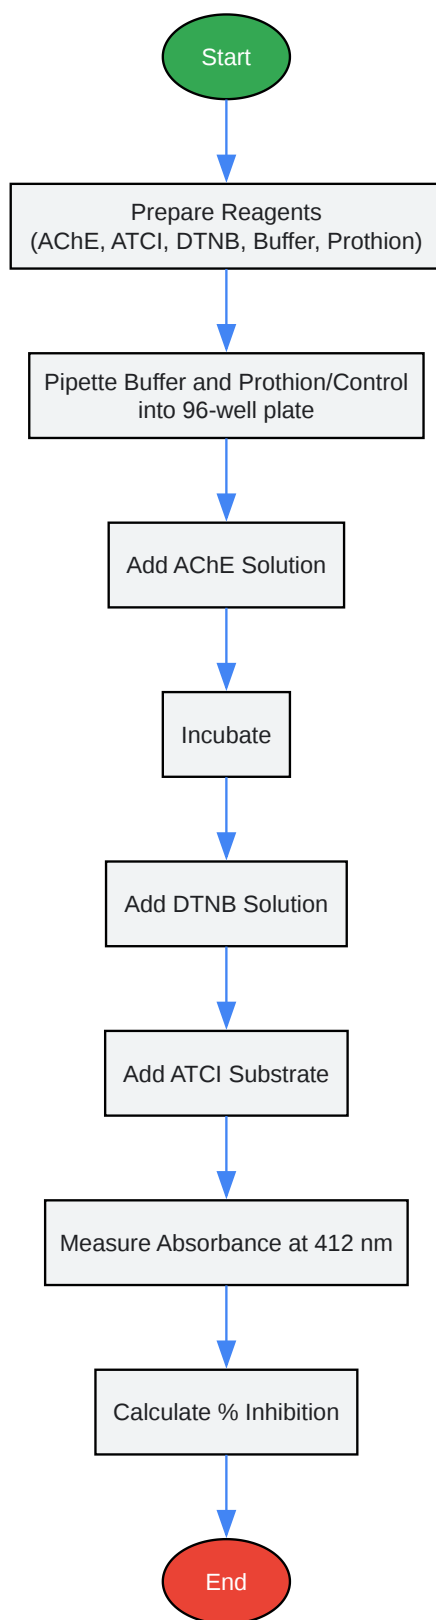 Start
Prepare Reagents
(AChE, ATCI, DTNB, Buffer, Prothion)
Pipette Buffer and Prothion/Control
into 96-well plate
Add AChE Solution
Incubate
Add DTNB Solution
Add ATCI Substrate
Measure Absorbance at 412 nm
Calculate % Inhibition
End